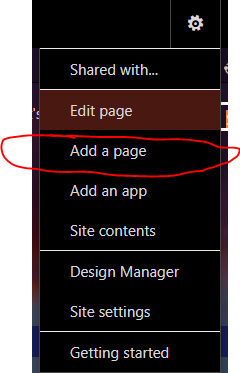 Shared with...
Edit page
Add a page
Add an app
Site contents
Design Manager
Site settings
Getting started